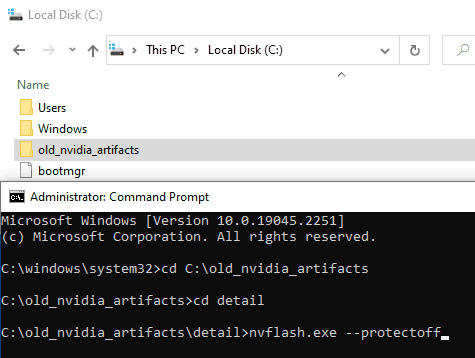 Local Disk (C:)
This PC > Local Disk (C:)
Name
Users
Windows
old_nvidia_artifacts
bootmgr
Administrator: Command Prompt
Microsoft Windows [Version 10.0.19045.2251]
(c) Microsoft Corporation. All rights reserved.
C:\windows\system32>cd C:\old_nvidia_artifacts
C:\old_nvidia_artifacts>cd detail
C:\old_nvidia_artifacts\detail>nvflash.exe --protectoff